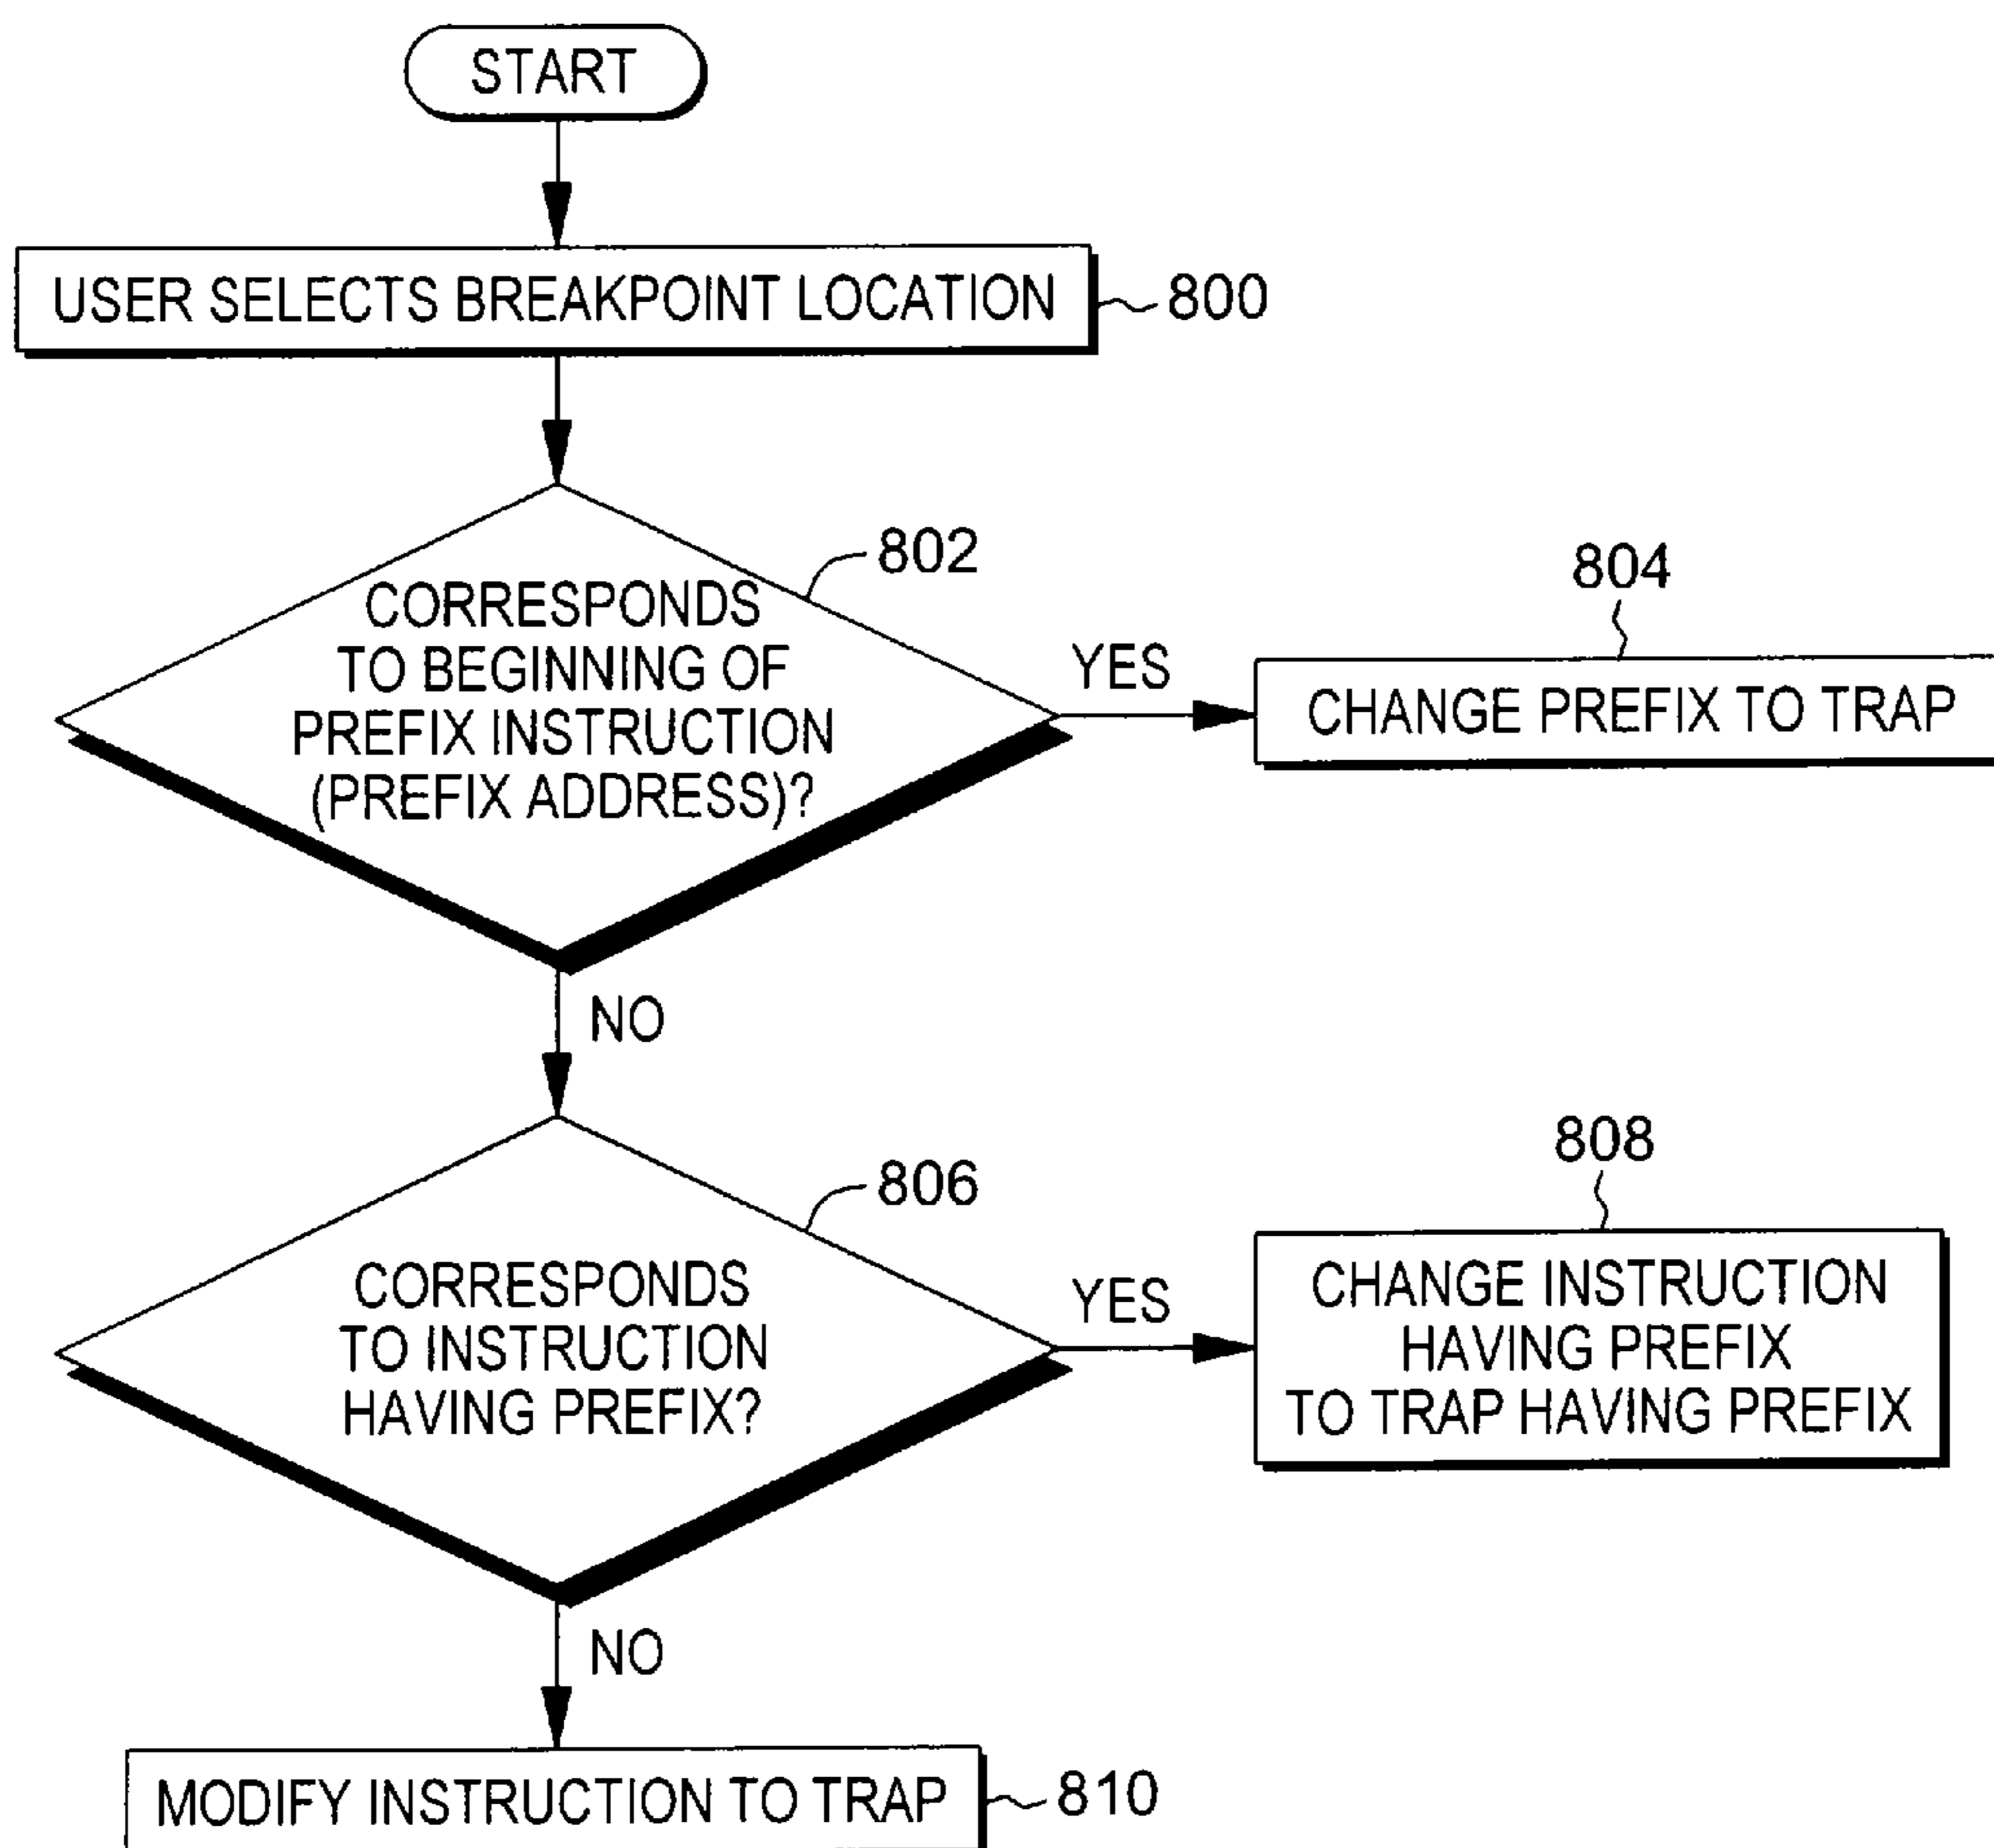 START
USER SELECTS BREAKPOINT LOCATION
800
802
CORRESPONDS
TO BEGINNING OF
PREFIX INSTRUCTION
(PREFIX ADDRESS)?
YES
804
CHANGE PREFIX TO TRAP
NO
806
CORRESPONDS
TO INSTRUCTION
HAVING PREFIX?
YES
808
CHANGE INSTRUCTION
HAVING PREFIX
TO TRAP HAVING PREFIX
NO
MODIFY INSTRUCTION TO TRAP
810